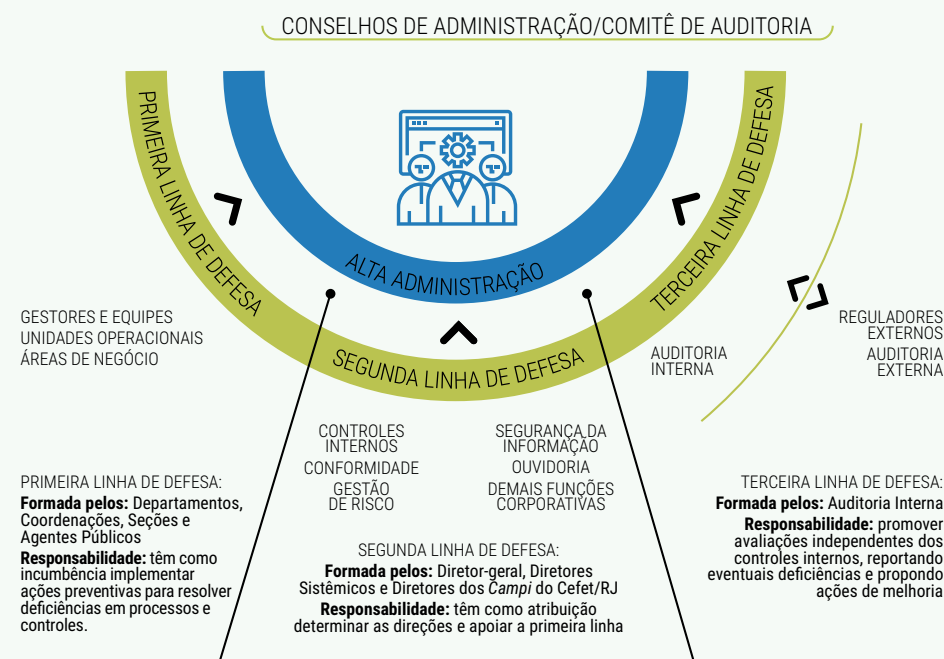 CONSELHOS DE ADMINISTRAÇÃO/COMITÊ DE AUDITORIA
PRIMEIRA LINHA DE DEFESA
ALTA ADMINISTRAÇÃO
SEGUNDA LINHA DE DEFESA
TERCEIRA LINHA DE DEFESA
GESTORES E EQUIPES
UNIDADES OPERACIONAIS
ÁREAS DE NEGÓCIO
AUDITORIA
INTERNA
REGULADORES
EXTERNOS
AUDITORIA
EXTERNA
CONTROLES
INTERNOS
CONFORMIDADE
GESTÃO
DE RISCO
SEGURANÇA DA
INFORMAÇÃO
OUVIDORIA
DEMAIS FUNÇÕES
CORPORATIVAS
PRIMEIRA LINHA DE DEFESA:
Formada pelos: Departamentos,
Coordenações, Seções e
Agentes Públicos
Responsabilidade: têm como
incumbência implementar
ações preventivas para resolver
deficiências em processos e
controles.
SEGUNDA LINHA DE DEFESA:
Formada pelos: Diretor-geral, Diretores
Sistêmicos e Diretores dos Campi do Cefet/RJ
Responsabilidade: têm como atribuição
determinar as direções e apoiar a primeira linha
TERCEIRA LINHA DE DEFESA:
Formada pelos: Auditoria Interna
Responsabilidade: promover
avaliações independentes dos
controles internos, reportando
eventuais deficiências e propondo
ações de melhoria